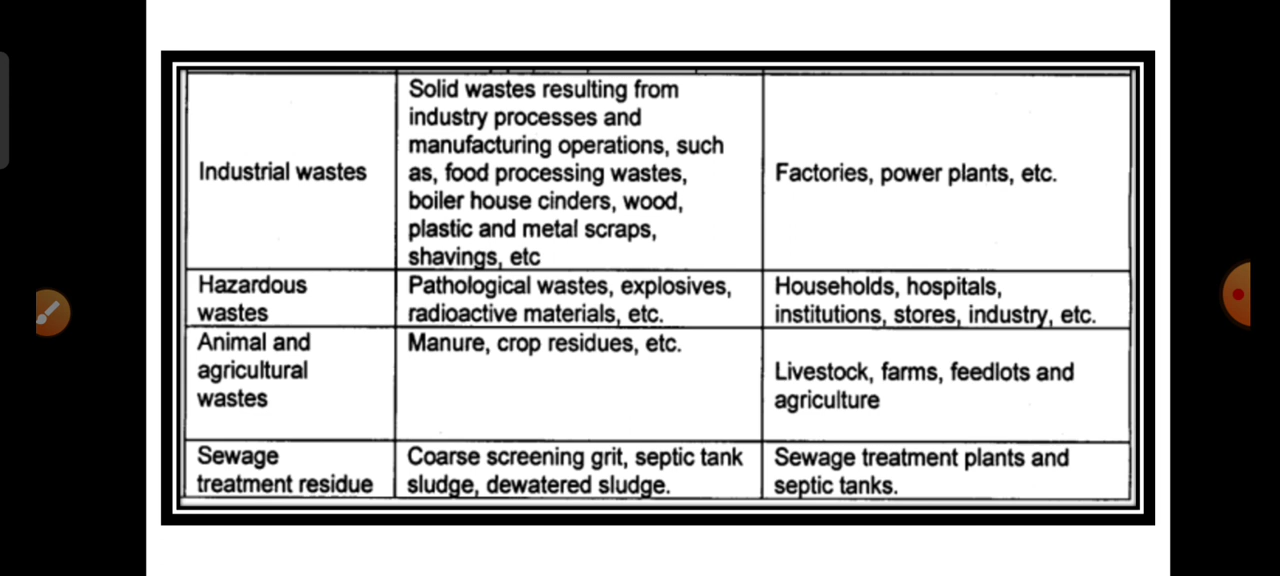 Industrial wastes
Solid wastes resulting from
industry processes and
manufacturing operations, such
as, food processing wastes,
boiler house cinders, wood,
plastic and metal scraps,
shavings, etc
Factories, power plants, etc.
Hazardous
wastes
Pathological wastes, explosives,
radioactive materials, etc.
Households, hospitals,
institutions, stores, industry, etc.
Animal and
agricultural
wastes
Manure, crop residues, etc.
Livestock, farms, feedlots and
agriculture
Sewage
treatment residue
Coarse screening grit, septic tank
sludge, dewatered sludge.
Sewage treatment plants and
septic tanks.